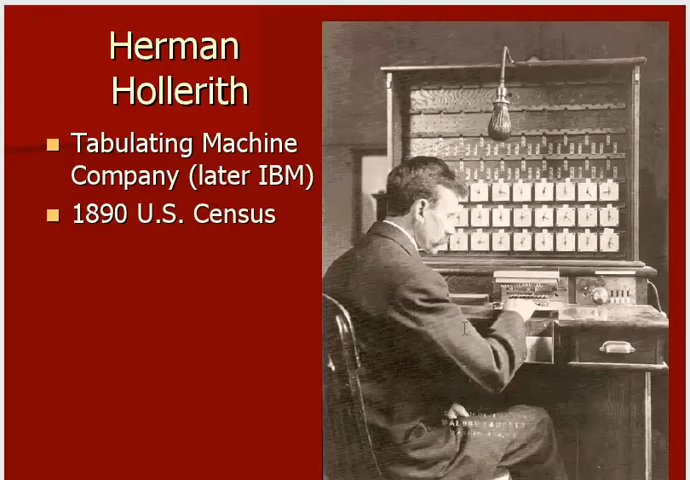 Herman
Hollerith
Tabulating Machine
Company (later IBM)
1890 U.S. Census